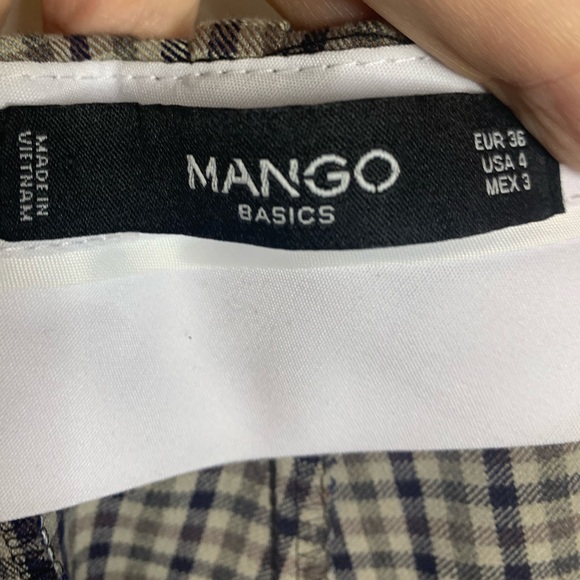 MADE IN
VIETNAM
MANGO
BASICS
EUR 36
USA 4
MEX 3